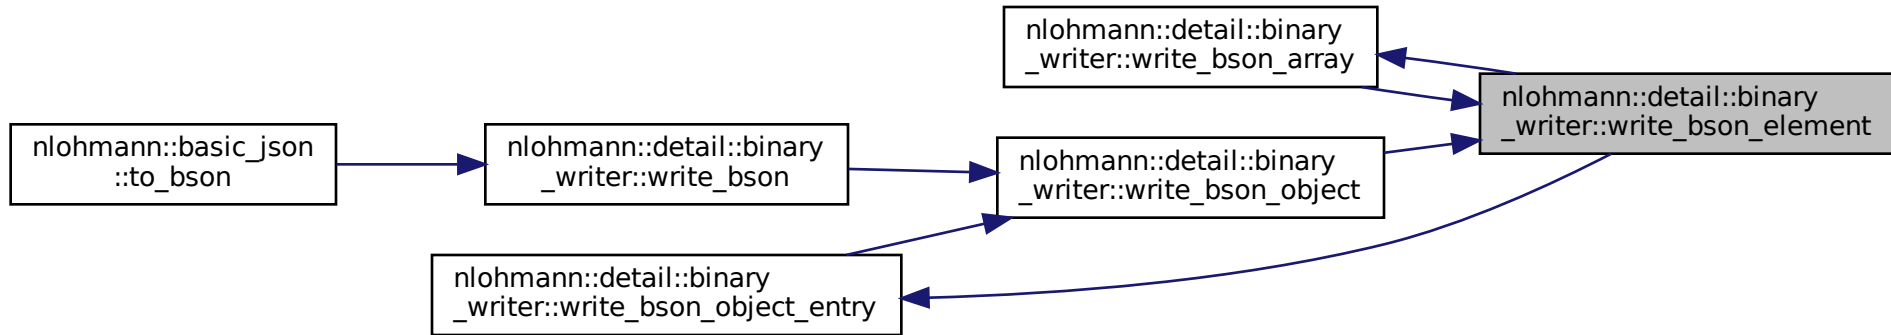 nlohmann::basic_json
::to_bson
nlohmann::detail::binary
_writer::write_bson
nlohmann::detail::binary
_writer::write_bson_array
nlohmann::detail::binary
_writer::write_bson_object
nlohmann::detail::binary
_writer::write_bson_object_entry
nlohmann::detail::binary
_writer::write_bson_element